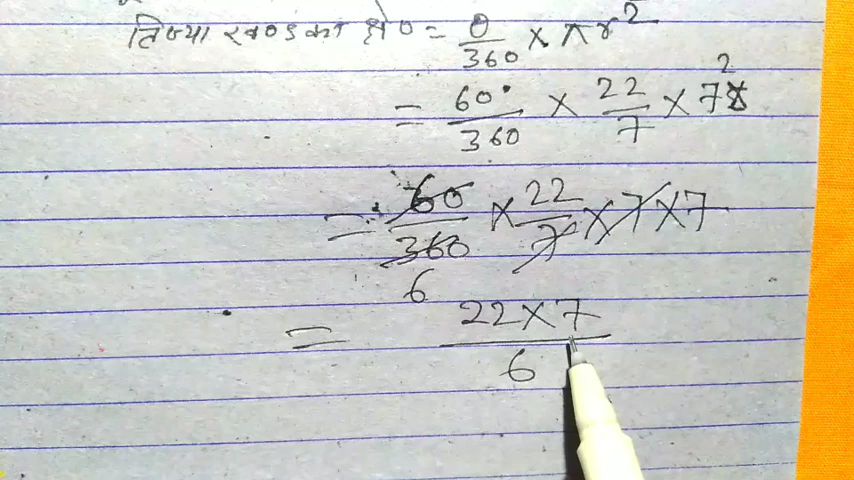 त्रिज्या खण्ड का क्षे० = θ/360 × πr²
= 60°/360 × 22/7 × 7²
= 60/360 × 22/7 × 7 × 7
6
= 22×7/6